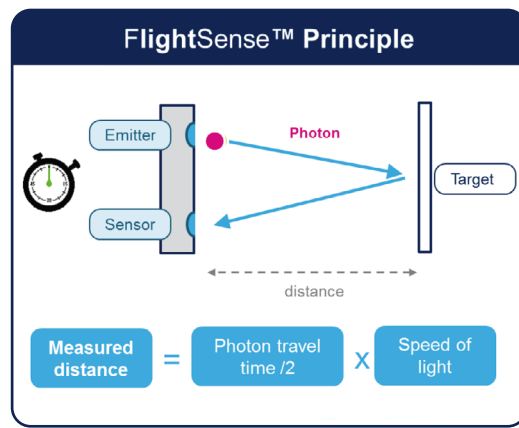 FlightSense™ Principle
Emitter
Photon
Target
Sensor
distance
Measured
distance
=
Photon travel
time /2
x
Speed of
light